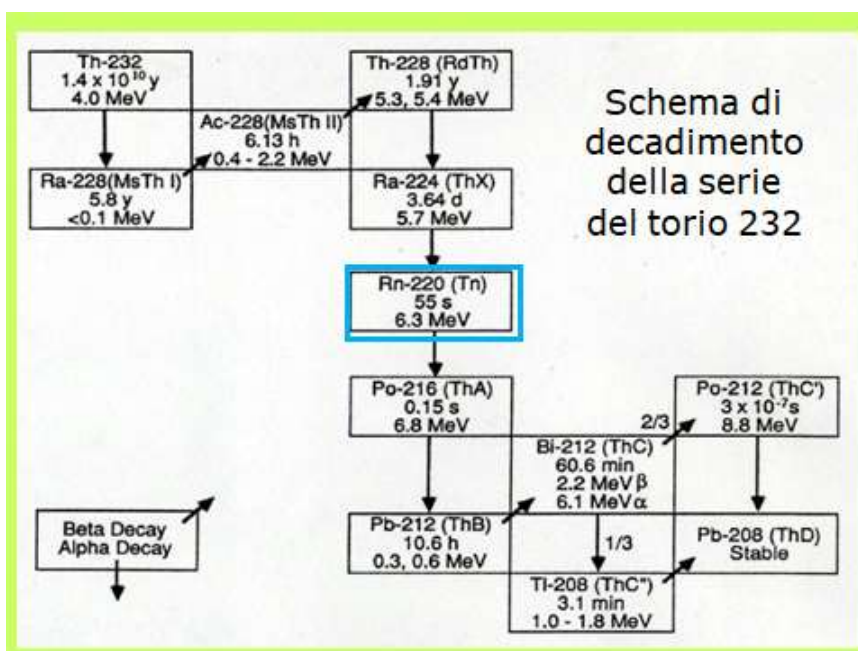 Th-232
1.4 x 10¹⁰ y
4.0 MeV
Th-228 (RdTh)
1.91 y
5.3, 5.4 MeV
Schema di
decadimento
della serie
del torio 232
Ac-228(MsTh II)
6.13 h
0.4 - 2.2 MeV
Ra-228(MsTh I)
5.8 y
<0.1 MeV
Ra-224 (ThX)
3.64 d
5.7 MeV
Rn-220 (Tn)
55 s
6.3 MeV
Po-216 (ThA)
0.15 s
6.8 MeV
Po-212 (ThC')
3 x 10⁻⁷s
8.8 MeV
2/3
Bi-212 (ThC)
60.6 min
2.2 MeV β
6.1 MeV α
Beta Decay
Alpha Decay
Pb-212 (ThB)
10.6 h
0.3, 0.6 MeV
1/3
Pb-208 (ThD)
Stable
Tl-208 (ThC")
3.1 min
1.0 - 1.8 MeV